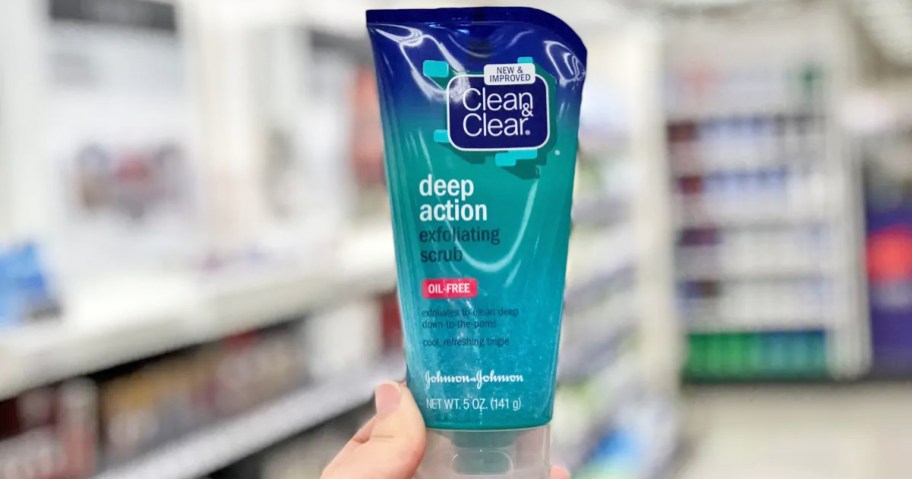 NEW &
IMPROVED
Clean
&
Clear®
deep
action
exfoliating
scrub
OIL-FREE
exfoliates to clean deep
down-to-the-pores
cool, refreshing tingle
Johnson & Johnson
NET WT. 5 OZ. (141 g)